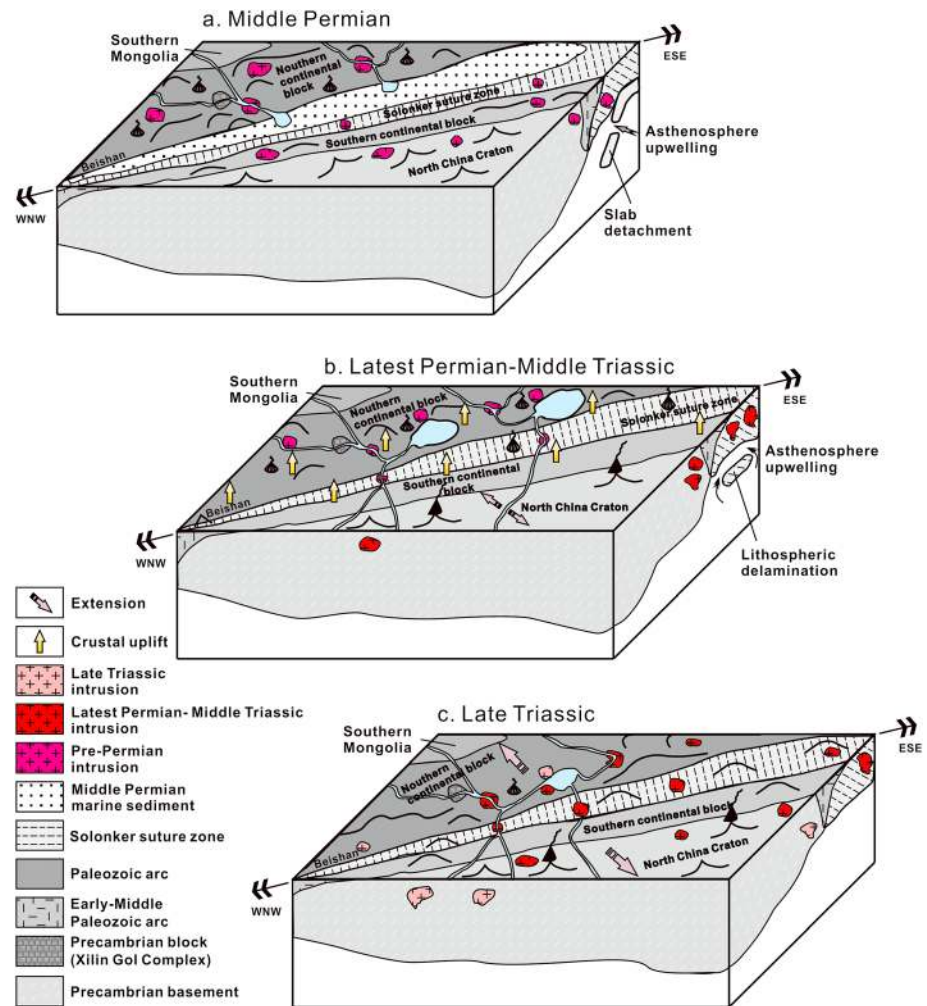 a. Middle Permian
Southern
Mongolia
ESE
Nouthern
continental
block
Solonker suture zone
Southern continental block
North China Craton
Beishan
WNW
Asthenosphere
upwelling
Slab
detachment
b. Latest Permian-Middle Triassic
Southern
Mongolia
ESE
Nouthern
continental block
Solonker suture zone
Southern continental
block
North China Craton
Beishan
WNW
Asthenosphere
upwelling
Lithospheric
delamination
Extension
Crustal uplift
Late Triassic
intrusion
Latest Permian- Middle Triassic
intrusion
Pre-Permian
intrusion
Middle Permian
marine sediment
Solonker suture zone
Paleozoic arc
Early-Middle
Paleozoic arc
Precambrian block
(Xilin Gol Complex)
Precambrian basement
c. Late Triassic
Southern
Mongolia
ESE
Nouthern
continental block
Southern continental block
North China Craton
Beishan
WNW